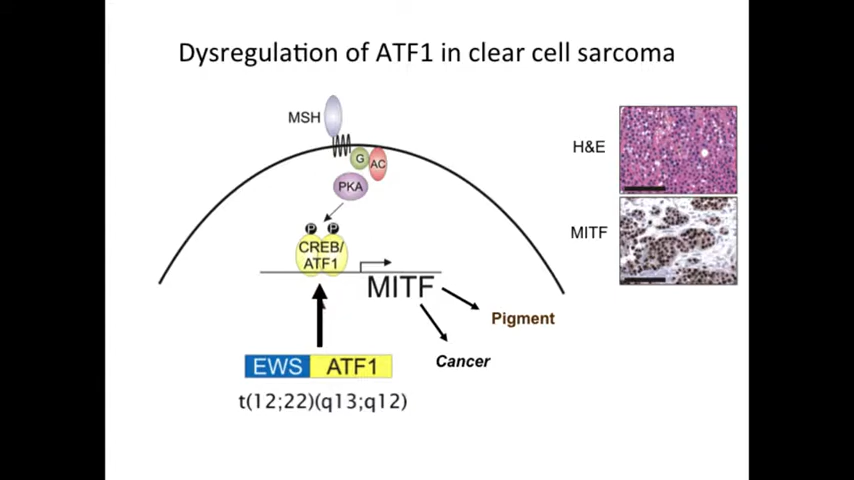 Dysregulation of ATF1 in clear cell sarcoma
MSH
G
AC
PKA
P P
CREB/
ATF1
MITF
Pigment
Cancer
EWS ATF1
t(12;22)(q13;q12)
H&E
MITF